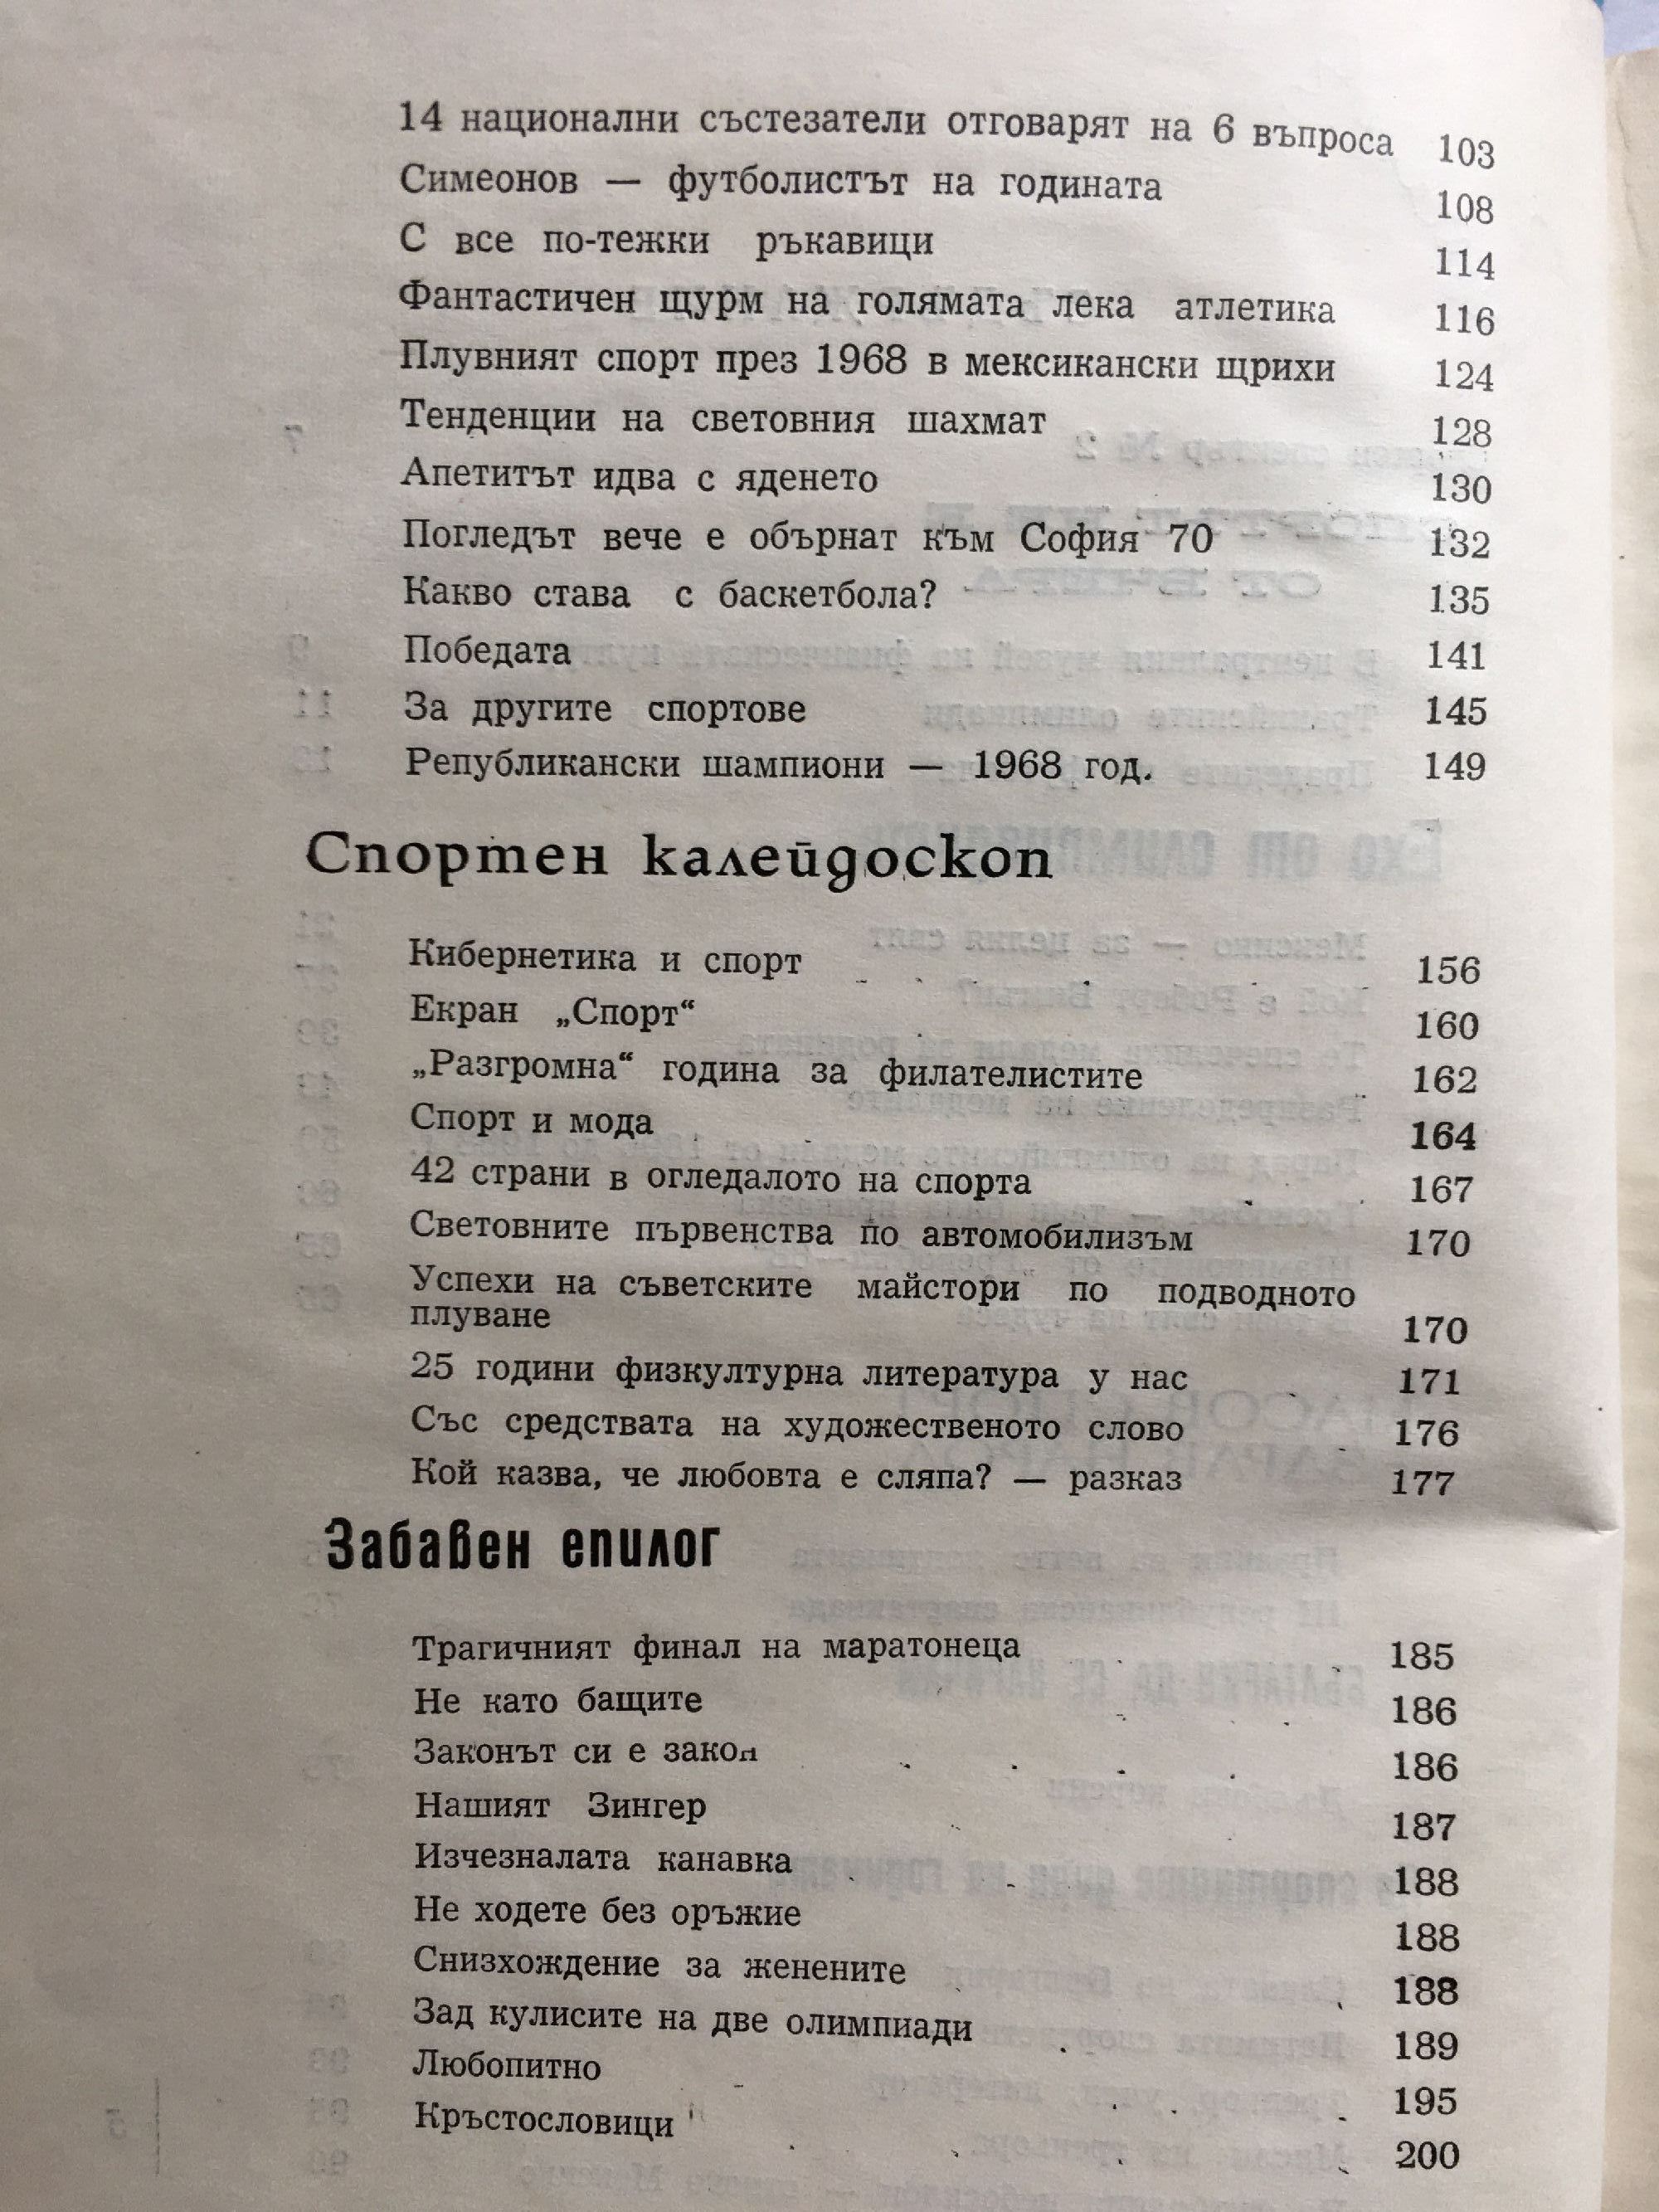 14 национални състезатели отговарят на 6 въпроса 103
Симеонов — футболистът на годината 108
С все по-тежки ръкавици 114
Фантастичен щурм на голямата лека атлетика 116
Плувният спорт през 1968 в мексикански щрихи 124
Тенденции на световния шахмат 128
Апетитът идва с яденето 130
Погледът вече е обърнат към София 70 132
Какво става с баскетбола? 135
Победата 141
За другите спортове 145
Републикански шампиони — 1968 год. 149
Спортен калейдоскоп
Кибернетика и спорт 156
Екран „Спорт“ 160
„Разгромна“ година за филателистите 162
Спорт и мода 164
42 страни в огледалото на спорта 167
Световните първенства по автомобилизъм 170
Успехи на съветските майстори по подводното
плуване 170
25 години физкултурна литература у нас 171
Със средствата на художественото слово 176
Кой казва, че любовта е сляпа? — разказ 177
Забавен епилог
Трагичният финал на маратонеца 185
Не като бащите 186
Законът си е закон 186
Нашият Зингер 187
Изчезналата канавка 188
Не ходете без оръжие 188
Снизхождение за женените 188
Зад кулисите на две олимпиади 189
Любопитно 195
Кръстословици 200